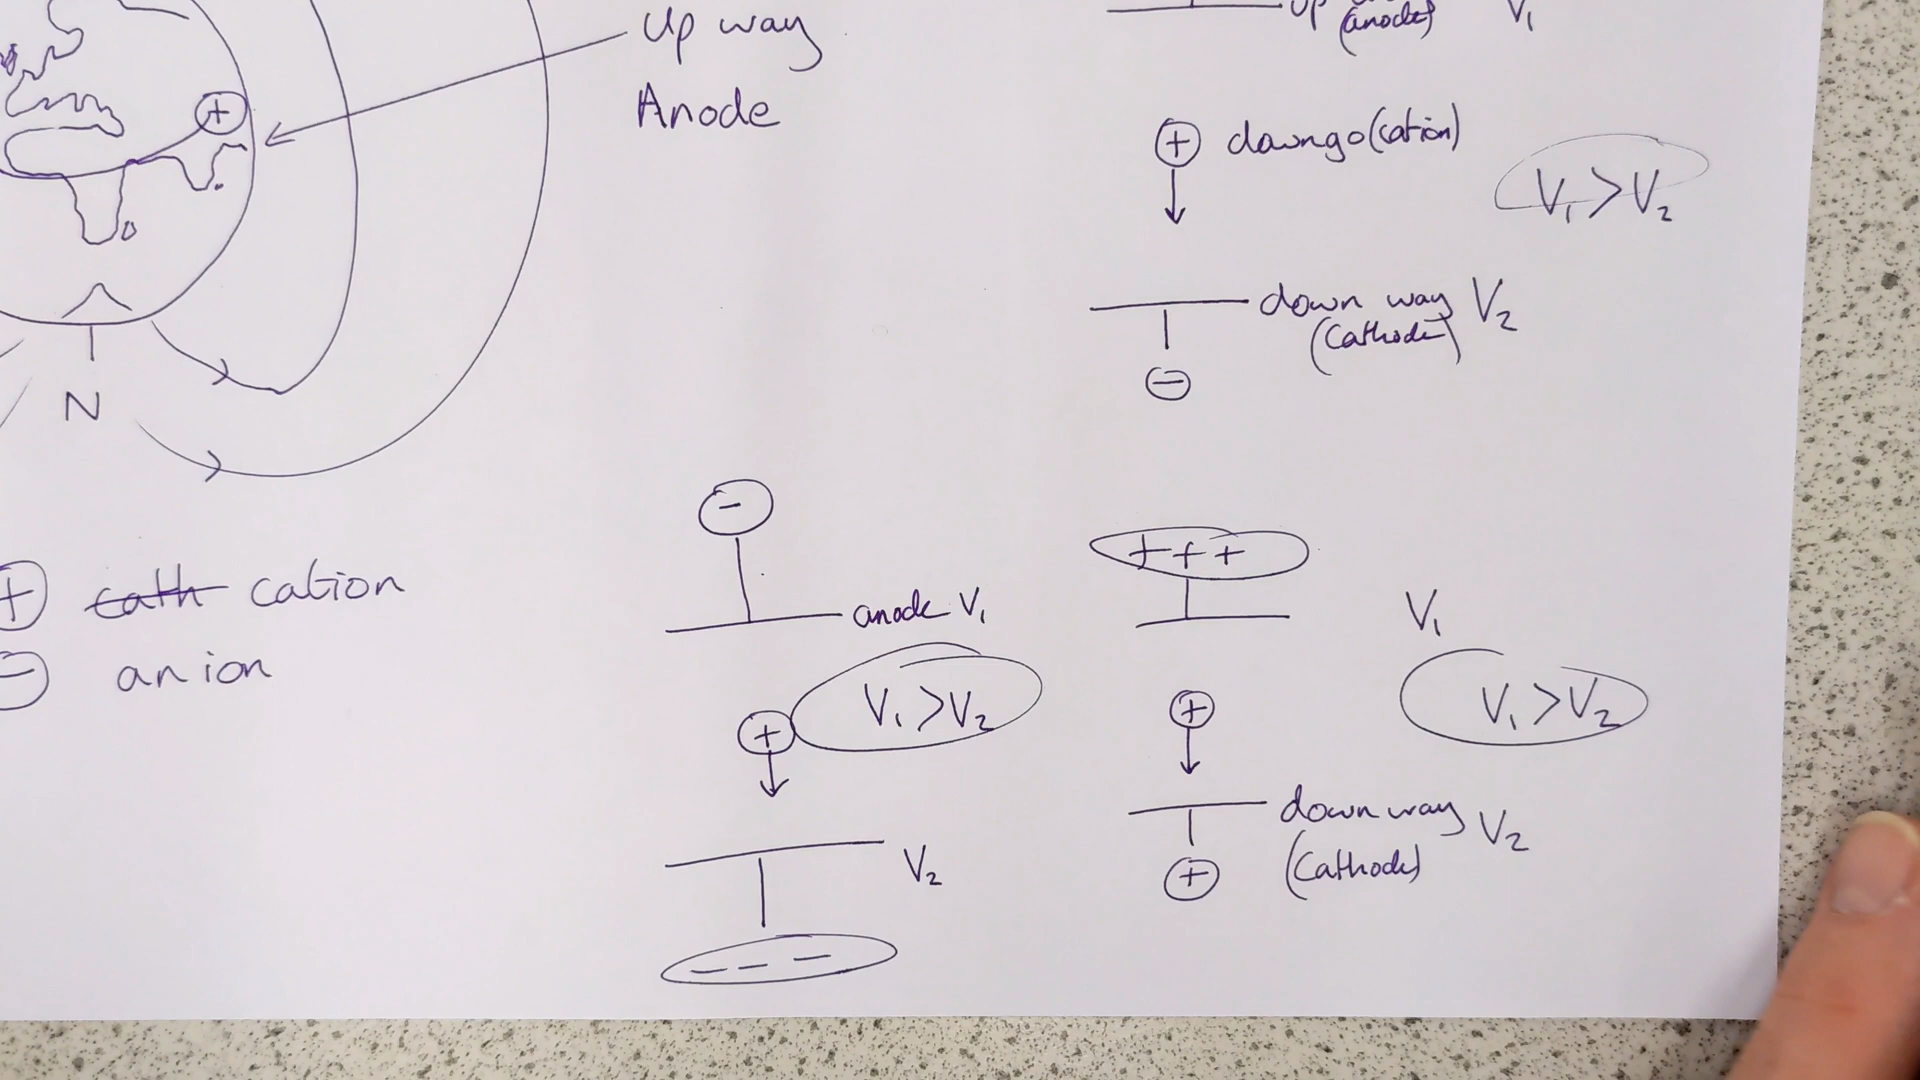 Up way
Anode
(anode) V₁
+
+ downgo (cation)
V₁ > V₂
down way V₂
(Cathode)
−
N
+ cath cation
− anion
−
anode V₁
V₁ > V₂
+
V₂
− − −
+ + +
V₁
+
V₁ > V₂
down way V₂
(Cathode)
+